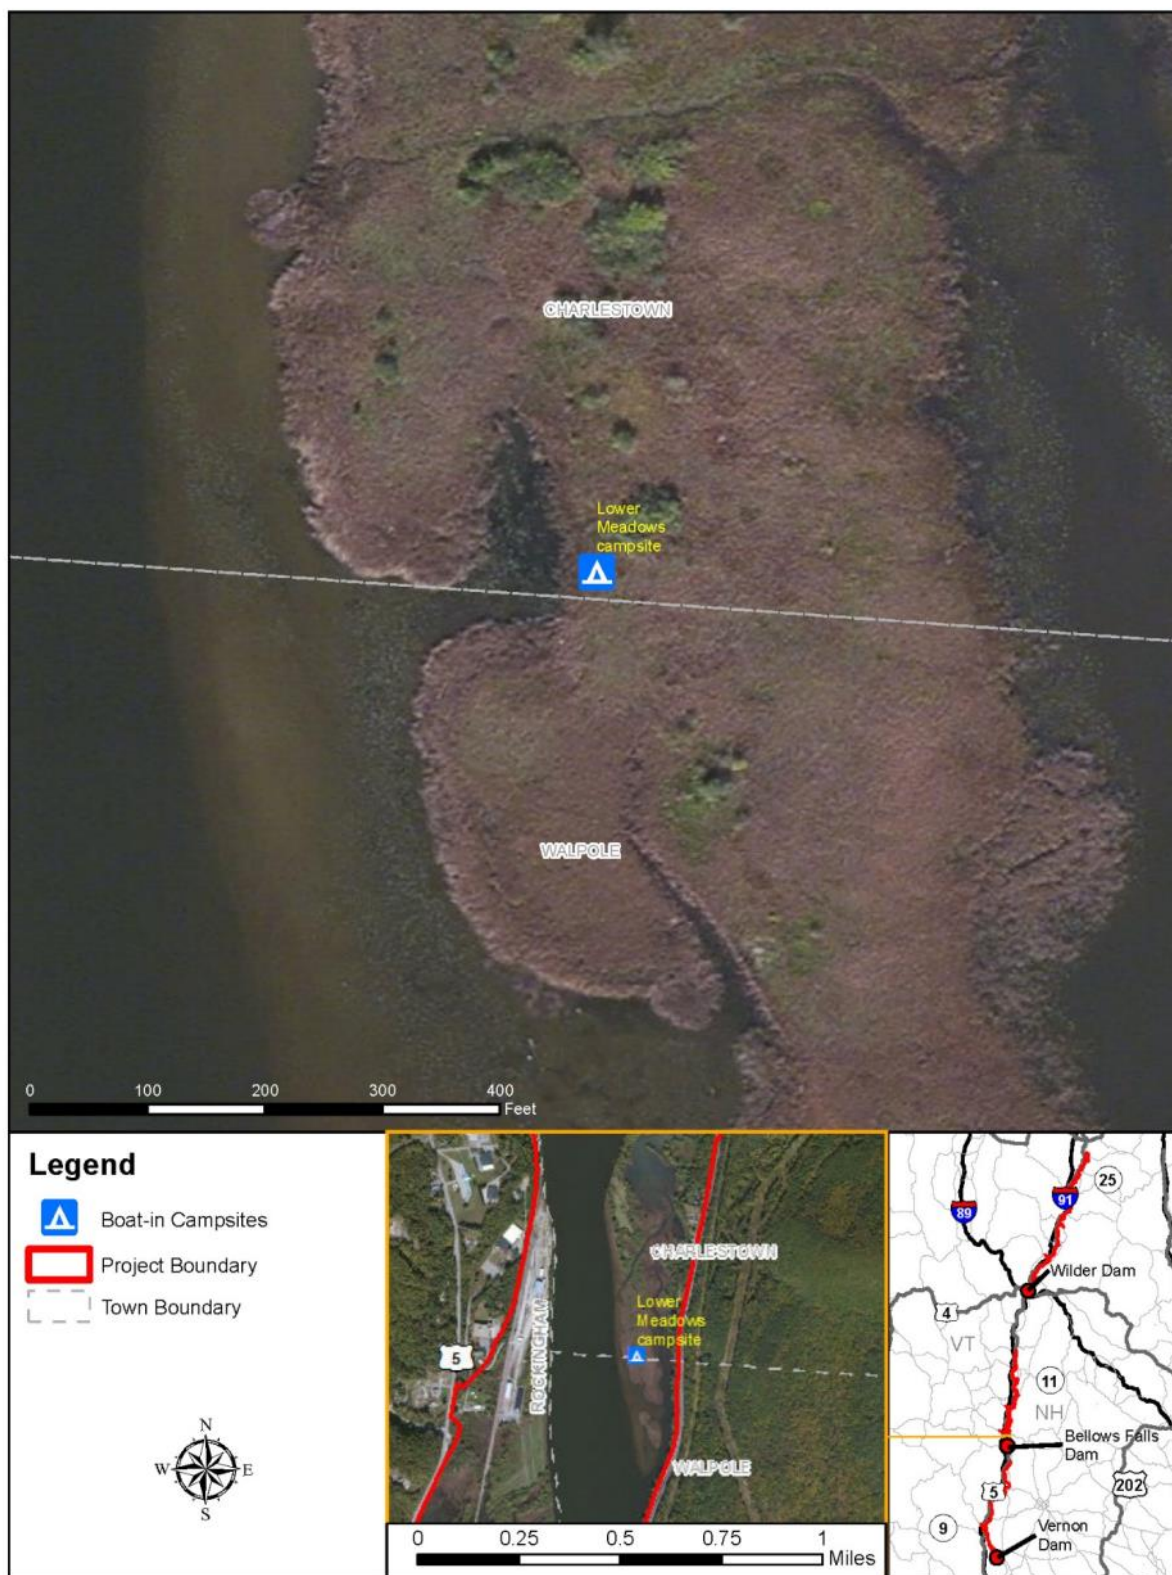 CHARLESTOWN
Lower
Meadows
campsite
WALPOLE
0 100 200 300 400
Feet
Legend
Boat-in Campsites
Project Boundary
Town Boundary
N
W E
S
CHARLESTOWN
Lower
Meadows
campsite
5
ROCKINGHAM
WALPOLE
0 0.25 0.5 0.75 1
Miles
25
91
89
Wilder Dam
4
VT
11
NH
Bellows Falls
Dam
5
202
9
Vernon
Dam